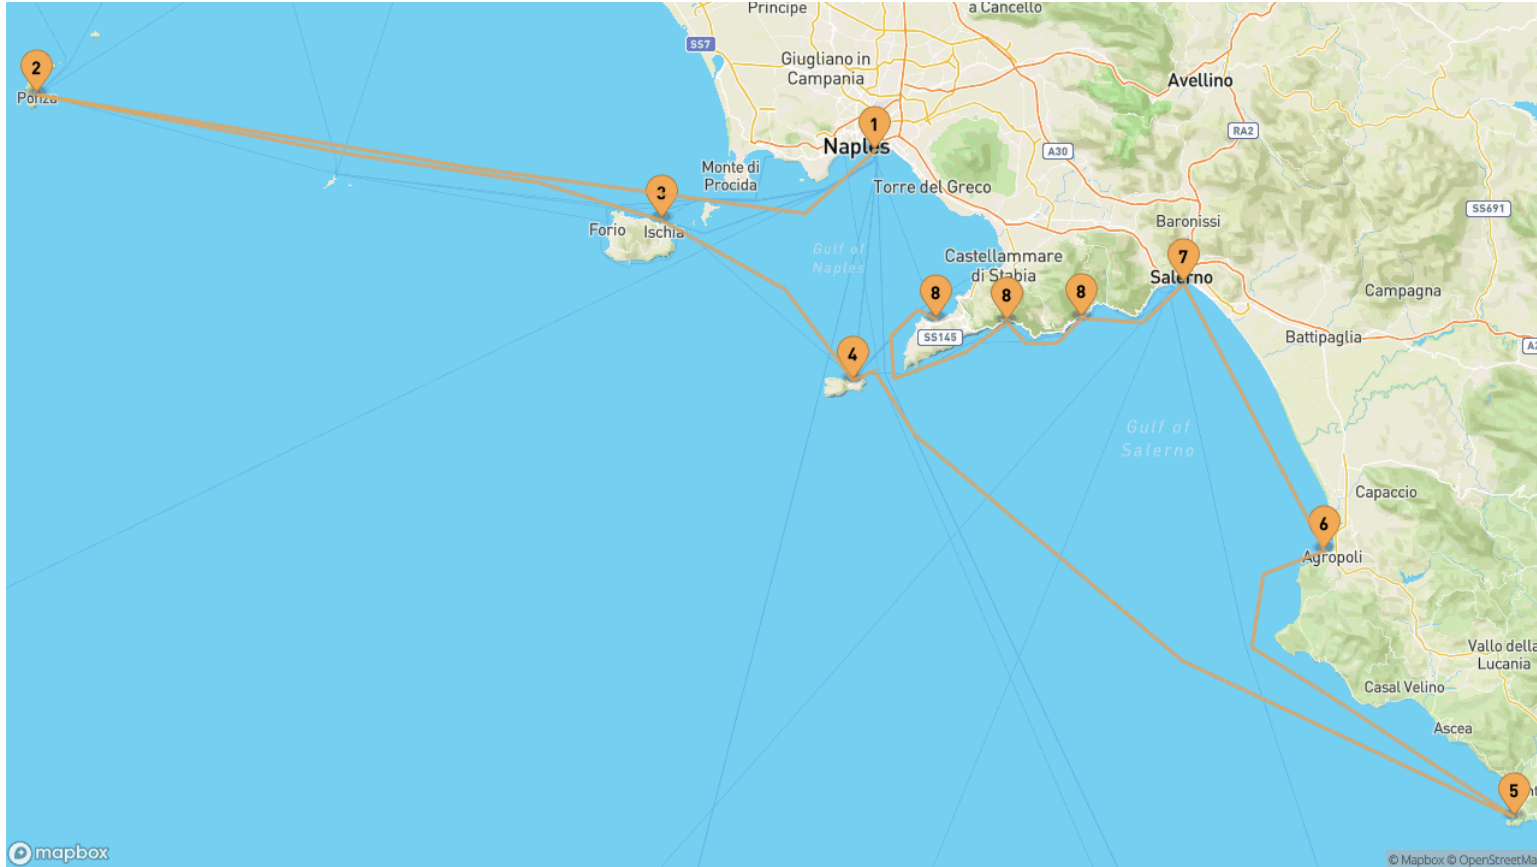 Principe
a Cancello
SS7
Giugliano in
Campania
Avellino
2
Ponza
1
Naples
RA2
A30
Monte di
Procida
3
Torre del Greco
SS691
Baronissi
Forio
Ischia
Gulf of
Naples
Castellammare
di Stabia
7
Salerno
8
8
8
Campagna
SS145
Battipaglia
4
Gulf of
Salerno
Capaccio
6
Agropoli
Vallo della
Lucania
Casal Velino
Ascea
5
mapbox
© Mapbox © OpenStreetMa